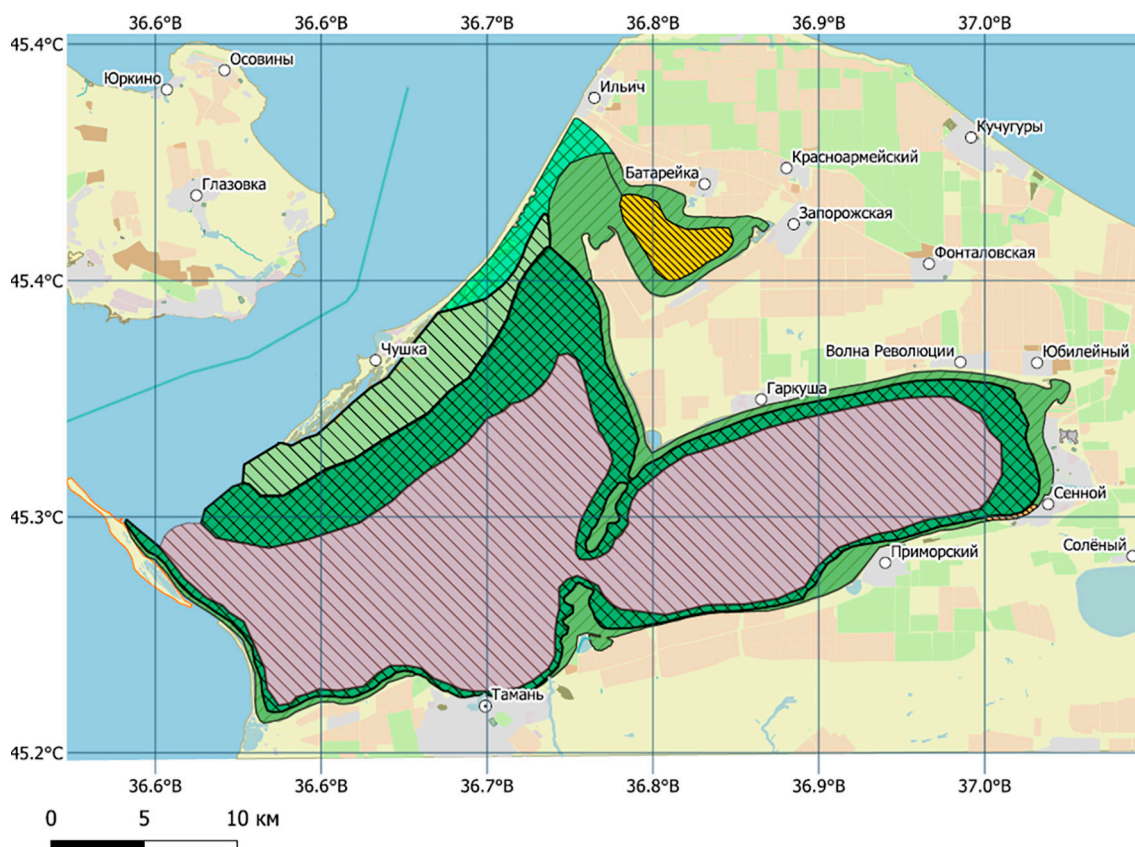 36.6°В 36.6°В 36.7°В 36.8°В 36.9°В 37.0°В
45.4°С
Осовины
Юркино
Ильич
Кучугуры
Красноармейский
Батарейка
Глазовка
Запорожская
Фонталовская
45.4°С
Чушка
Волна Революции
Юбилейный
Гаркуша
Сенной
45.3°С
Солёный
Приморский
Тамань
45.2°С
36.6°В 36.6°В 36.7°В 36.8°В 36.9°В 37.0°В
0 5 10 км